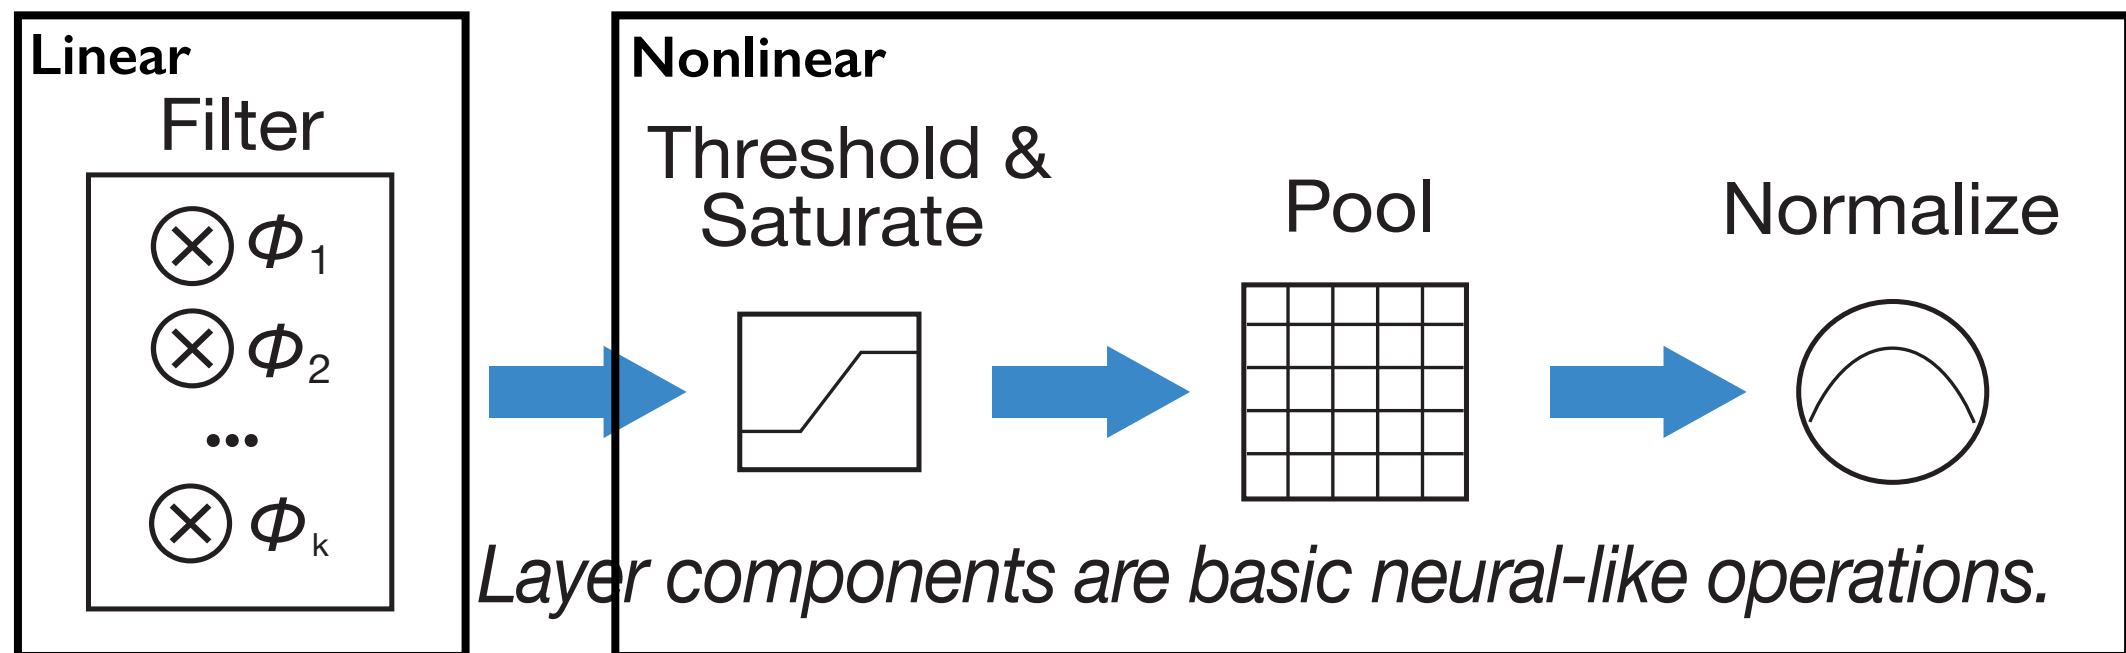 Linear
Filter
⊗ Φ1
⊗ Φ2
...
⊗ Φk
Nonlinear
Threshold &
Saturate
Pool
Normalize
Layer components are basic neural-like operations.